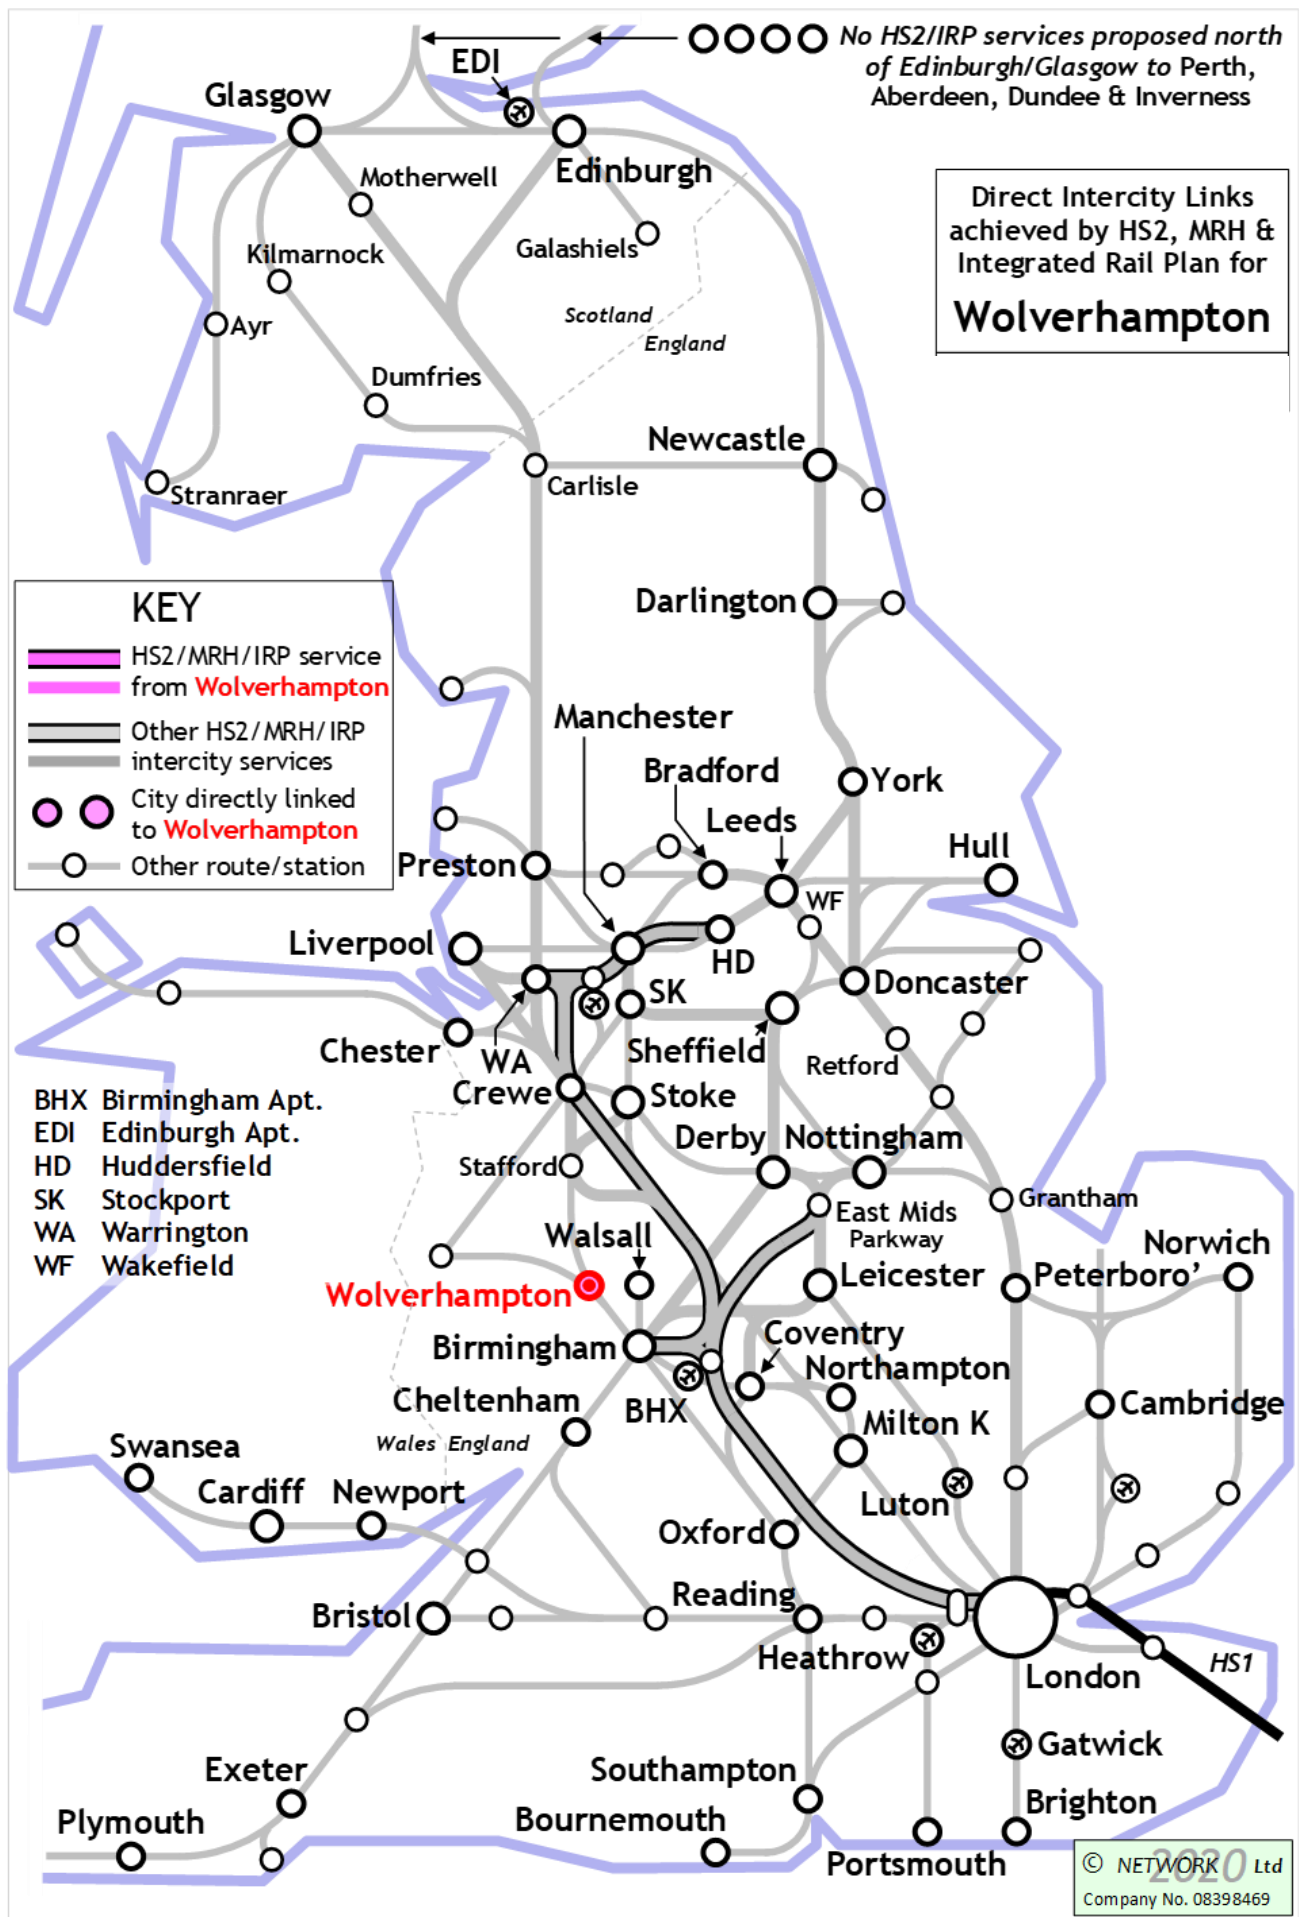 No HS2/IRP services proposed north
of Edinburgh/Glasgow to Perth,
Aberdeen, Dundee & Inverness
EDI
Glasgow
Edinburgh
Motherwell
Direct Intercity Links
achieved by HS2, MRH &
Integrated Rail Plan for
Wolverhampton
Galashiels
Kilmarnock
Ayr
Scotland
England
Dumfries
Newcastle
Carlisle
Stranraer
KEY
HS2/MRH/IRP service
from Wolverhampton
Other HS2/MRH/IRP
intercity services
City directly linked
to Wolverhampton
Other route/station
Darlington
Manchester
Bradford
York
Leeds
Hull
Preston
WF
Liverpool
HD
SK
Doncaster
Chester
WA
Sheffield
Retford
Crewe
Stoke
BHX Birmingham Apt.
EDI Edinburgh Apt.
HD Huddersfield
SK Stockport
WA Warrington
WF Wakefield
Derby
Nottingham
Stafford
Grantham
East Mids
Parkway
Walsall
Norwich
Wolverhampton
Leicester
Peterboro’
Birmingham
Coventry
Northampton
Cheltenham
BHX
Cambridge
Milton K
Wales England
Swansea
Cardiff
Newport
Luton
Oxford
Reading
Bristol
Heathrow
London
HS1
Gatwick
Exeter
Southampton
Brighton
Bournemouth
Plymouth
Portsmouth
© NETWORK 2020 Ltd
Company No. 08398469